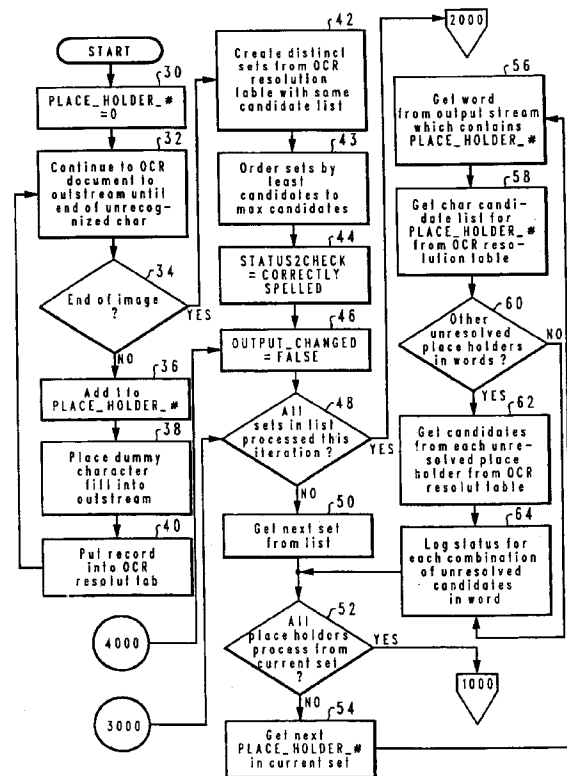 START
30
PLACE_HOLDER_#
=0
32
Continue to OCR
document to
outstream until
end of unrecog-
nized char
34
End of image
?
YES
NO
36
Add 1to
PLACE_HOLDER_#
38
Place dummy
character
fill into
outstream
40
Put record
into OCR
resolut tab
4000
3000
42
Create distinct
sets from OCR
resolution
table with same
candidate list
43
Order sets by
least
candidates to
max candidates
44
STATUS2CHECK
= CORRECTLY
SPELLED
46
OUTPUT_CHANGED
= FALSE
48
All
sets in list
processed this
iteration ?
YES
NO
50
Get next set
from list
52
All
place holders
process from
current set
?
YES
NO
54
Get next
PLACE_HOLDER_#
in current set
2000
56
Get word
from output stream
which contains
PLACE_HOLDER_#
58
Get char candi-
date list for
PLACE_HOLDER_#
from OCR reso-
lution table
60
Other
unresolved
place holders
in words ?
NO
YES
62
Get candidates
from each unre-
solved place
holder from OCR
resolut table
64
Log status for
each combination
of unresolved
candidates
in word
1000